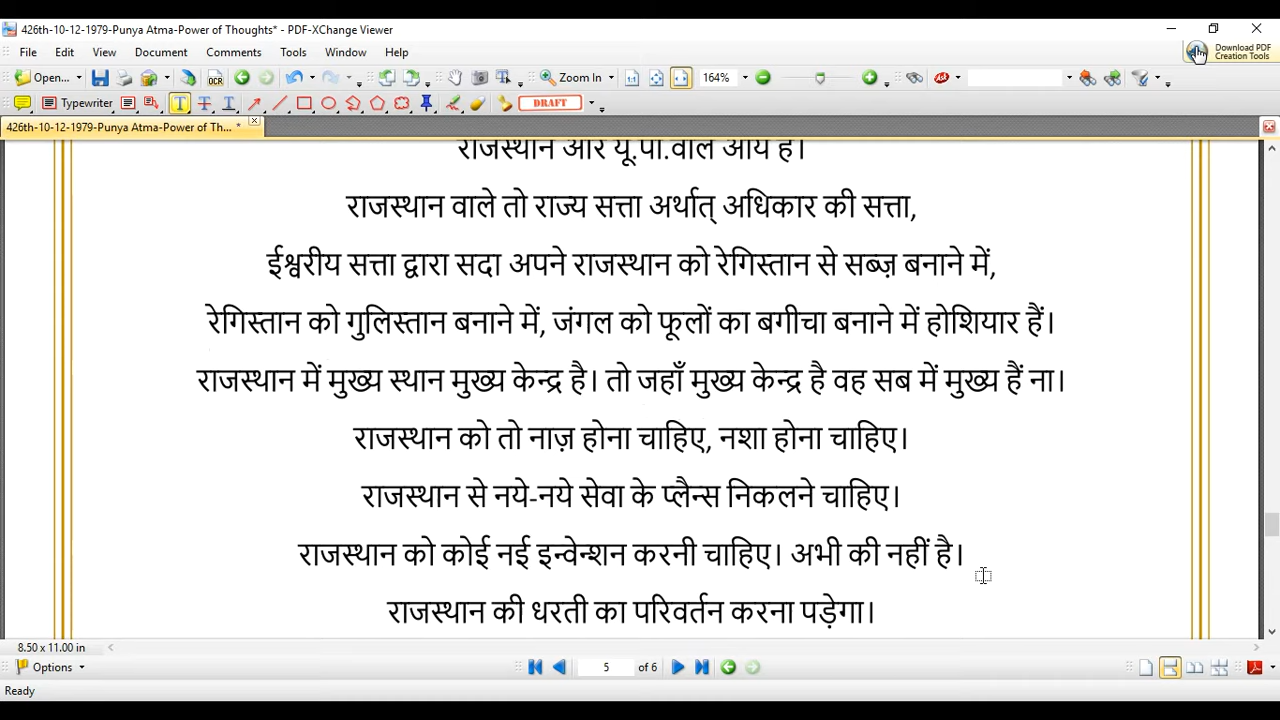 426th-10-12-1979-Punya Atma-Power of Thoughts* - PDF-XChange Viewer
File Edit View Document Comments Tools Window Help
Download PDF
Creation Tools
Open... OCR Zoom In 164%
Typewriter DRAFT
426th-10-12-1979-Punya Atma-Power of Th... *
राजस्थान और यू.पी.वाले आये हैं।
राजस्थान वाले तो राज्य सत्ता अर्थात् अधिकार की सत्ता,
ईश्वरीय सत्ता द्वारा सदा अपने राजस्थान को रेगिस्तान से सब्ज़ बनाने में,
रेगिस्तान को गुलिस्तान बनाने में, जंगल को फूलों का बगीचा बनाने में होशियार हैं।
राजस्थान में मुख्य स्थान मुख्य केन्द्र है। तो जहाँ मुख्य केन्द्र है वह सब में मुख्य हैं ना।
राजस्थान को तो नाज़ होना चाहिए, नशा होना चाहिए।
राजस्थान से नये-नये सेवा के प्लैन्स निकलने चाहिए।
राजस्थान को कोई नई इन्वेन्शन करनी चाहिए। अभी की नहीं है।
राजस्थान की धरती का परिवर्तन करना पड़ेगा।
8.50 x 11.00 in
Options 5 of 6
Ready